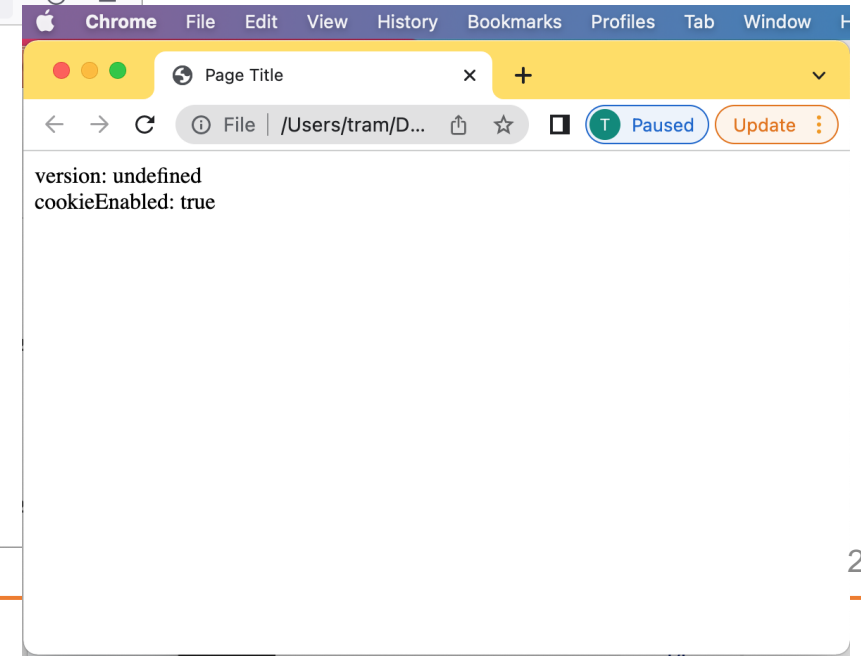 Chrome File Edit View History Bookmarks Profiles Tab Window H
Page Title
File /Users/tram/D...
T Paused Update
version: undefined
cookieEnabled: true
2